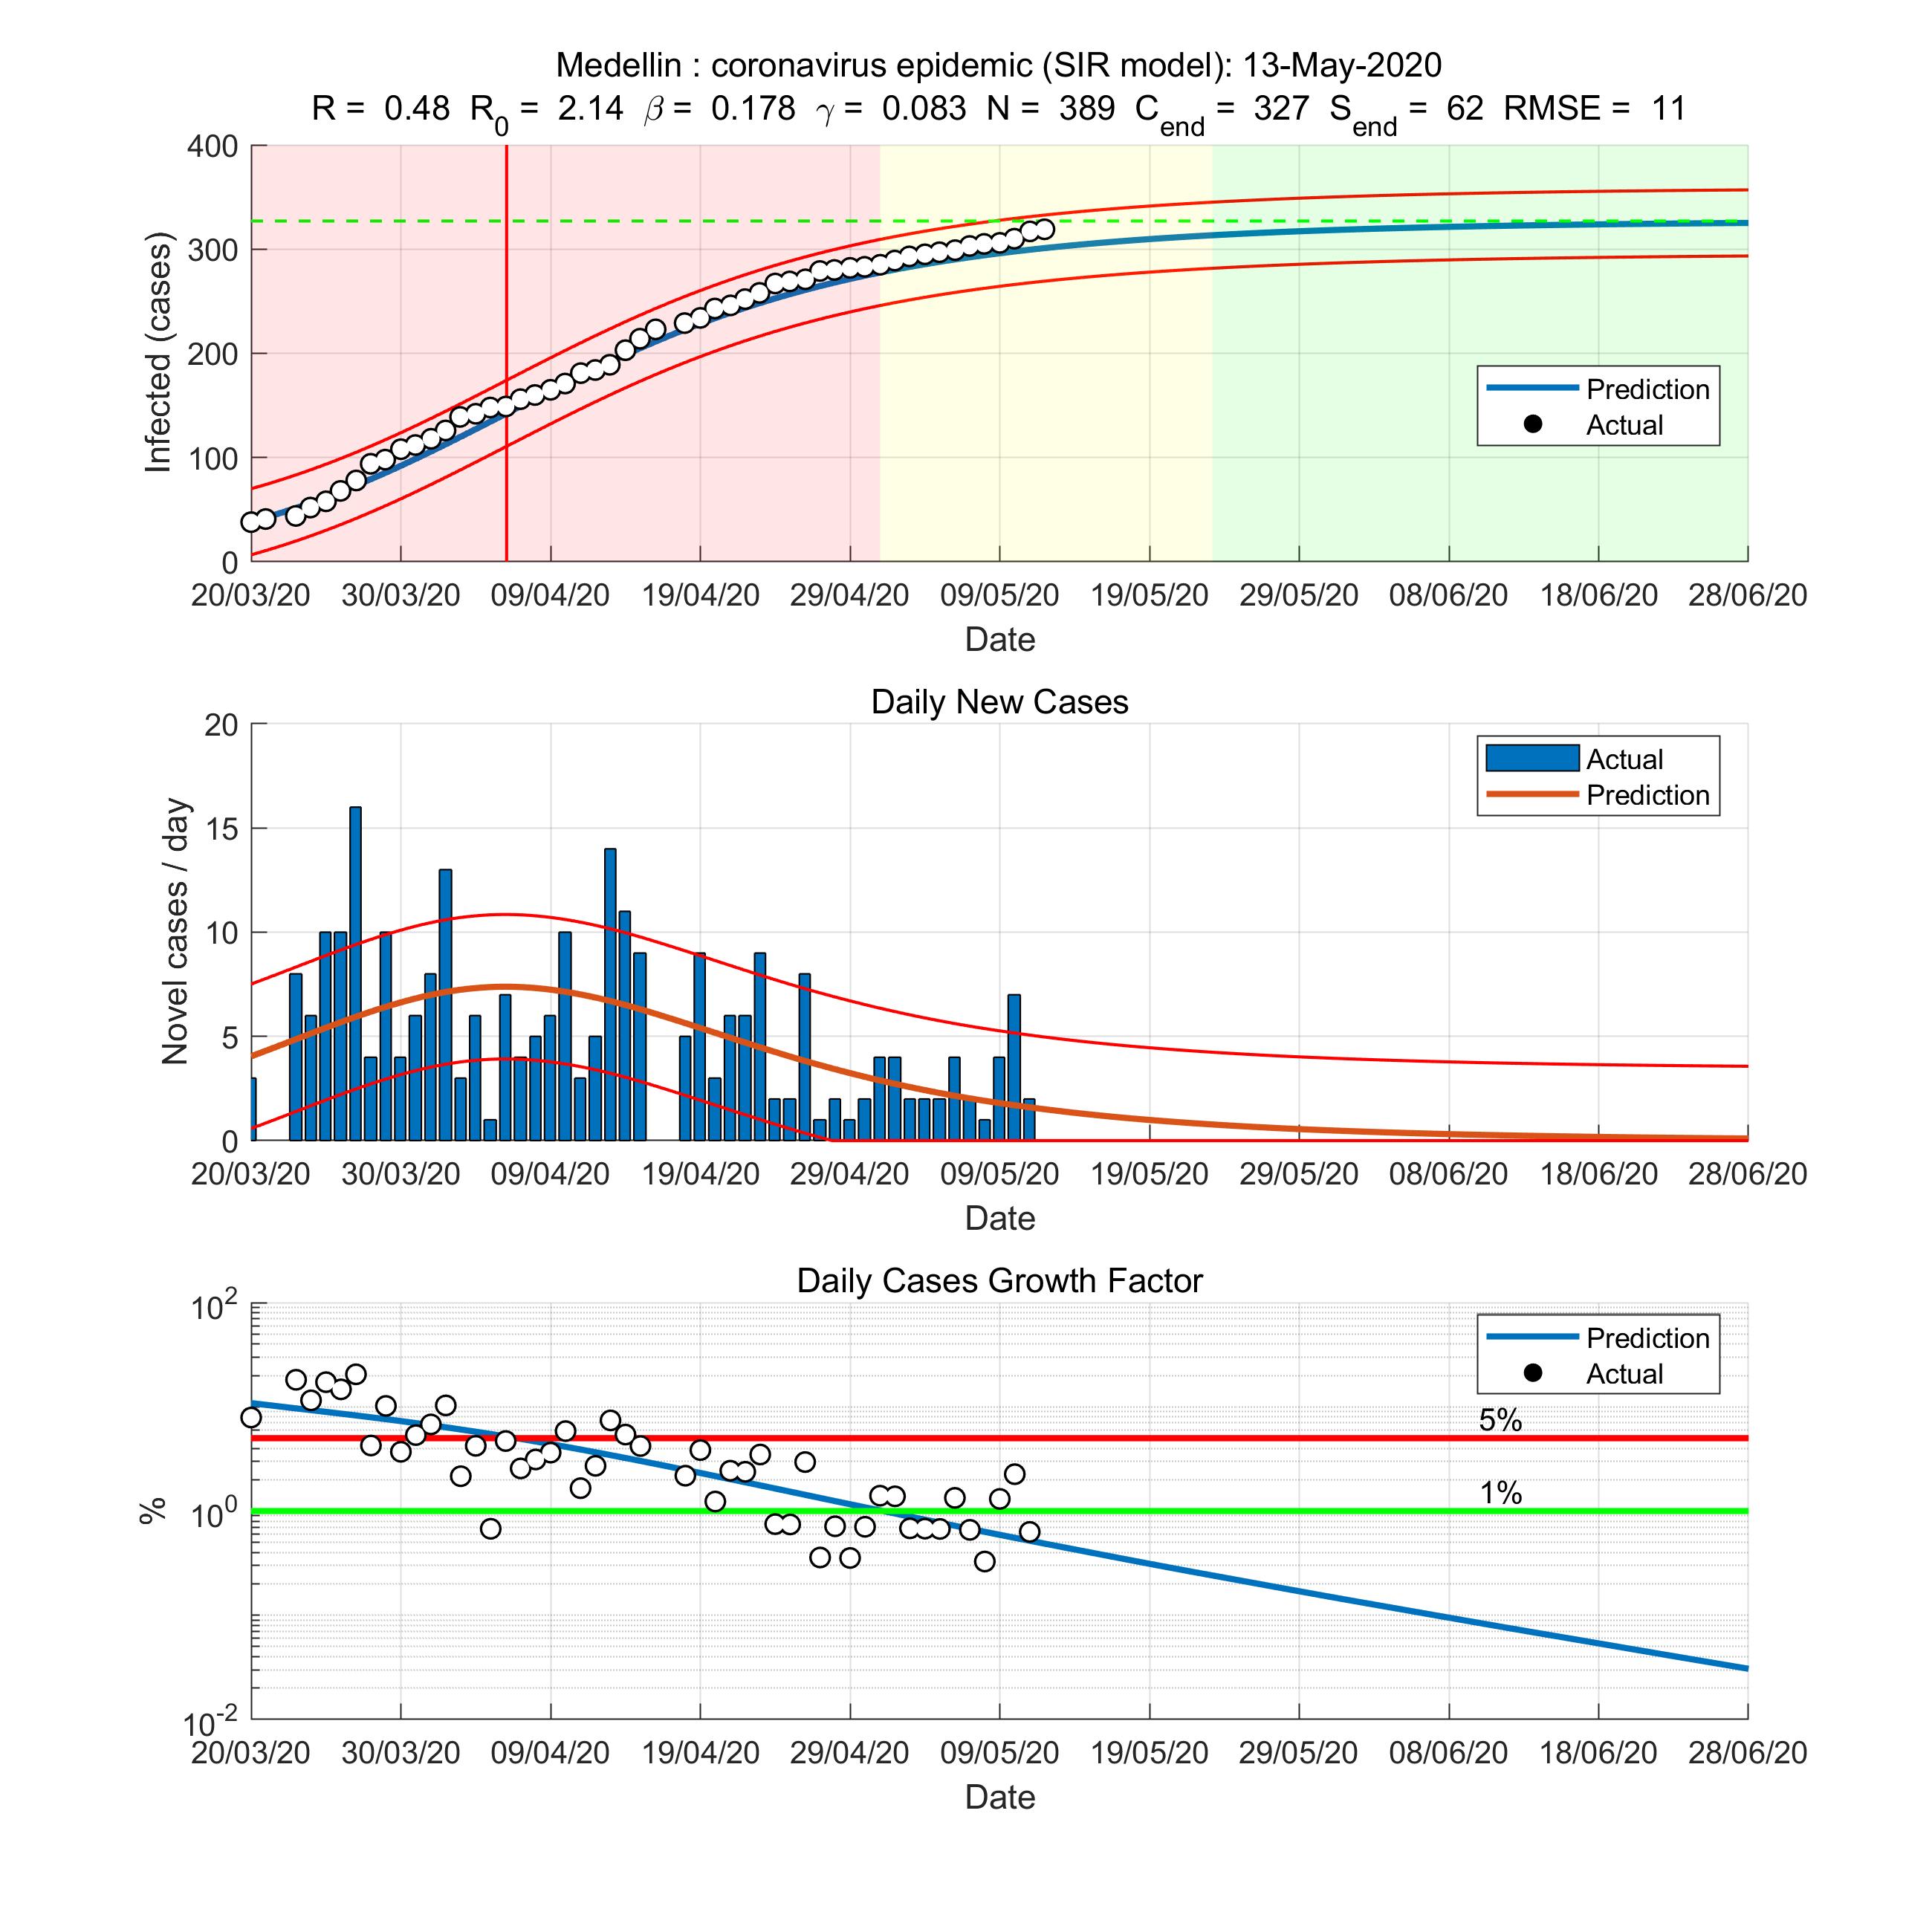 Medellin : coronavirus epidemic (SIR model): 13-May-2020
R = 0.48 R0 = 2.14 β = 0.178 γ = 0.083 N = 389 Cend = 327 Send = 62 RMSE = 11
400
300
200
100
0
Infected (cases)
Prediction
Actual
20/03/20 30/03/20 09/04/20 19/04/20 29/04/20 09/05/20 19/05/20 29/05/20 08/06/20 18/06/20 28/06/20
Date
Daily New Cases
20
15
10
5
0
Novel cases / day
Actual
Prediction
20/03/20 30/03/20 09/04/20 19/04/20 29/04/20 09/05/20 19/05/20 29/05/20 08/06/20 18/06/20 28/06/20
Date
Daily Cases Growth Factor
10^2
10^0
10^-2
%
Prediction
Actual
5%
1%
20/03/20 30/03/20 09/04/20 19/04/20 29/04/20 09/05/20 19/05/20 29/05/20 08/06/20 18/06/20 28/06/20
Date